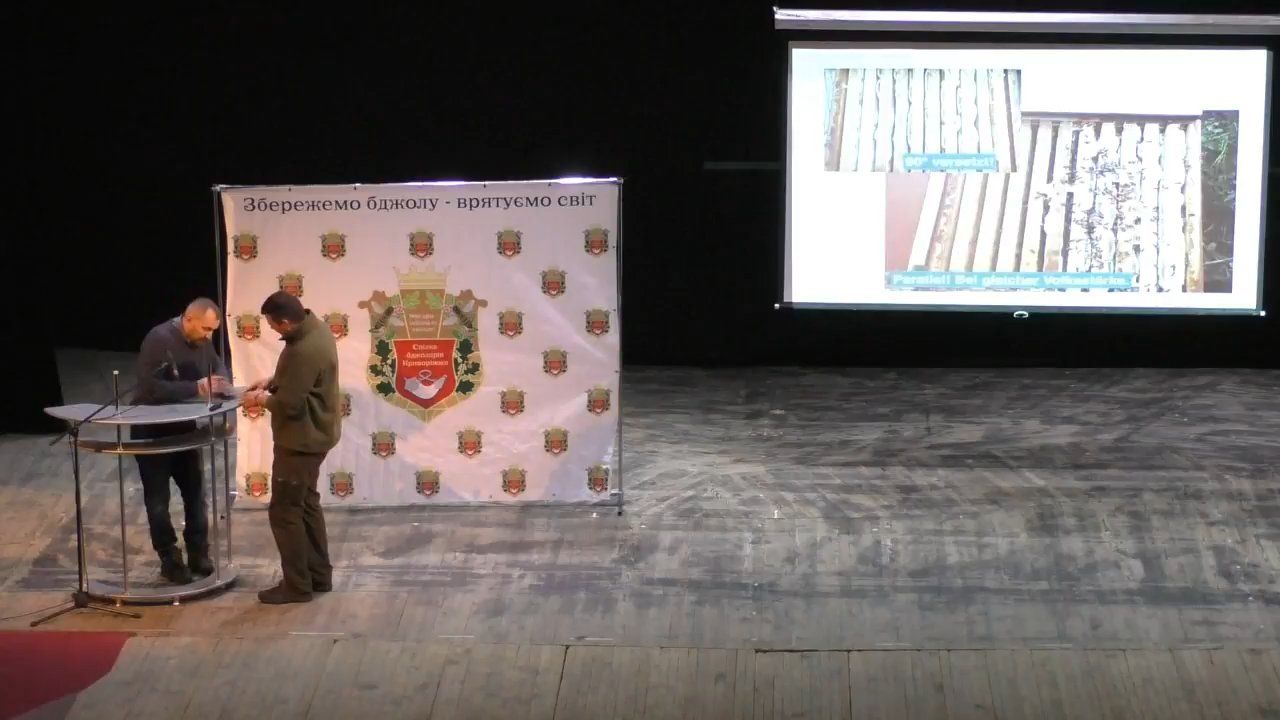 Збережемо бджолу - врятуємо світ
Спілка
бджолярів
Криворіжжя
90° versetzt!
Parallel! Bei gleicher Volksstärke.